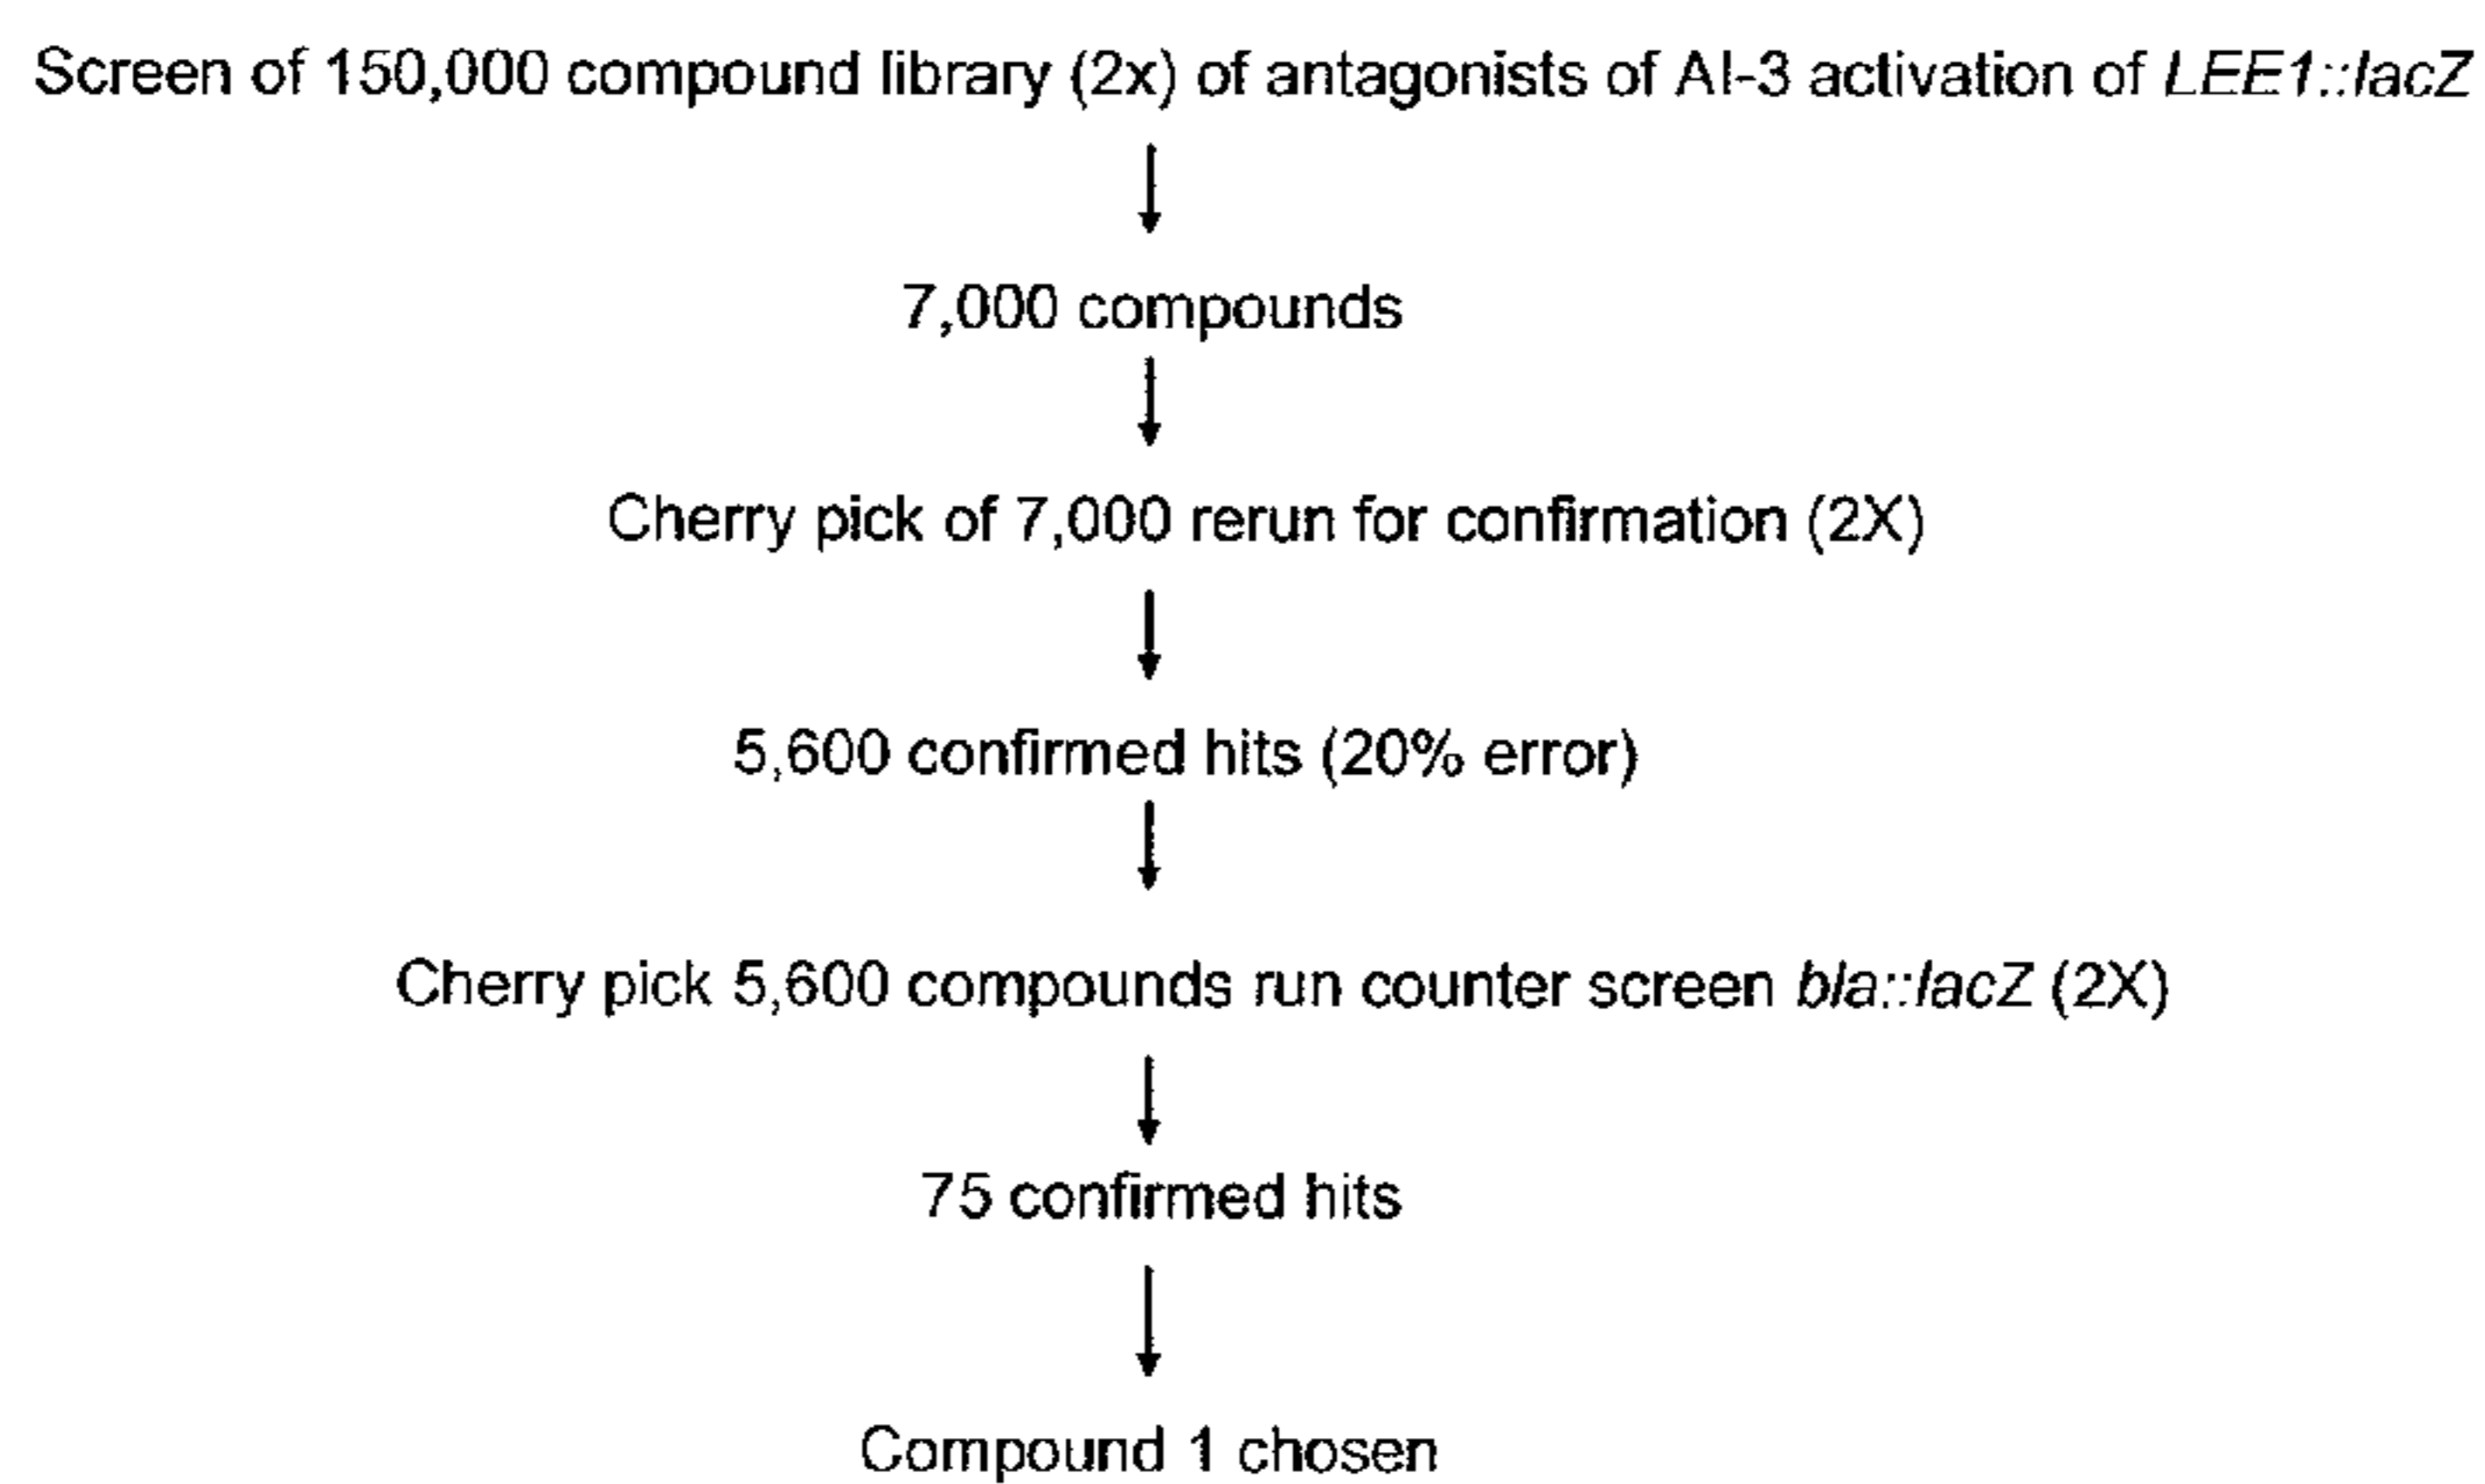 Screen of 150,000 compound library (2x) of antagonists of AI-3 activation of LEE1::lacZ
7,000 compounds
Cherry pick of 7,000 rerun for confirmation (2X)
5,600 confirmed hits (20% error)
Cherry pick 5,600 compounds run counter screen bla::lacZ (2X)
75 confirmed hits
Compound 1 chosen